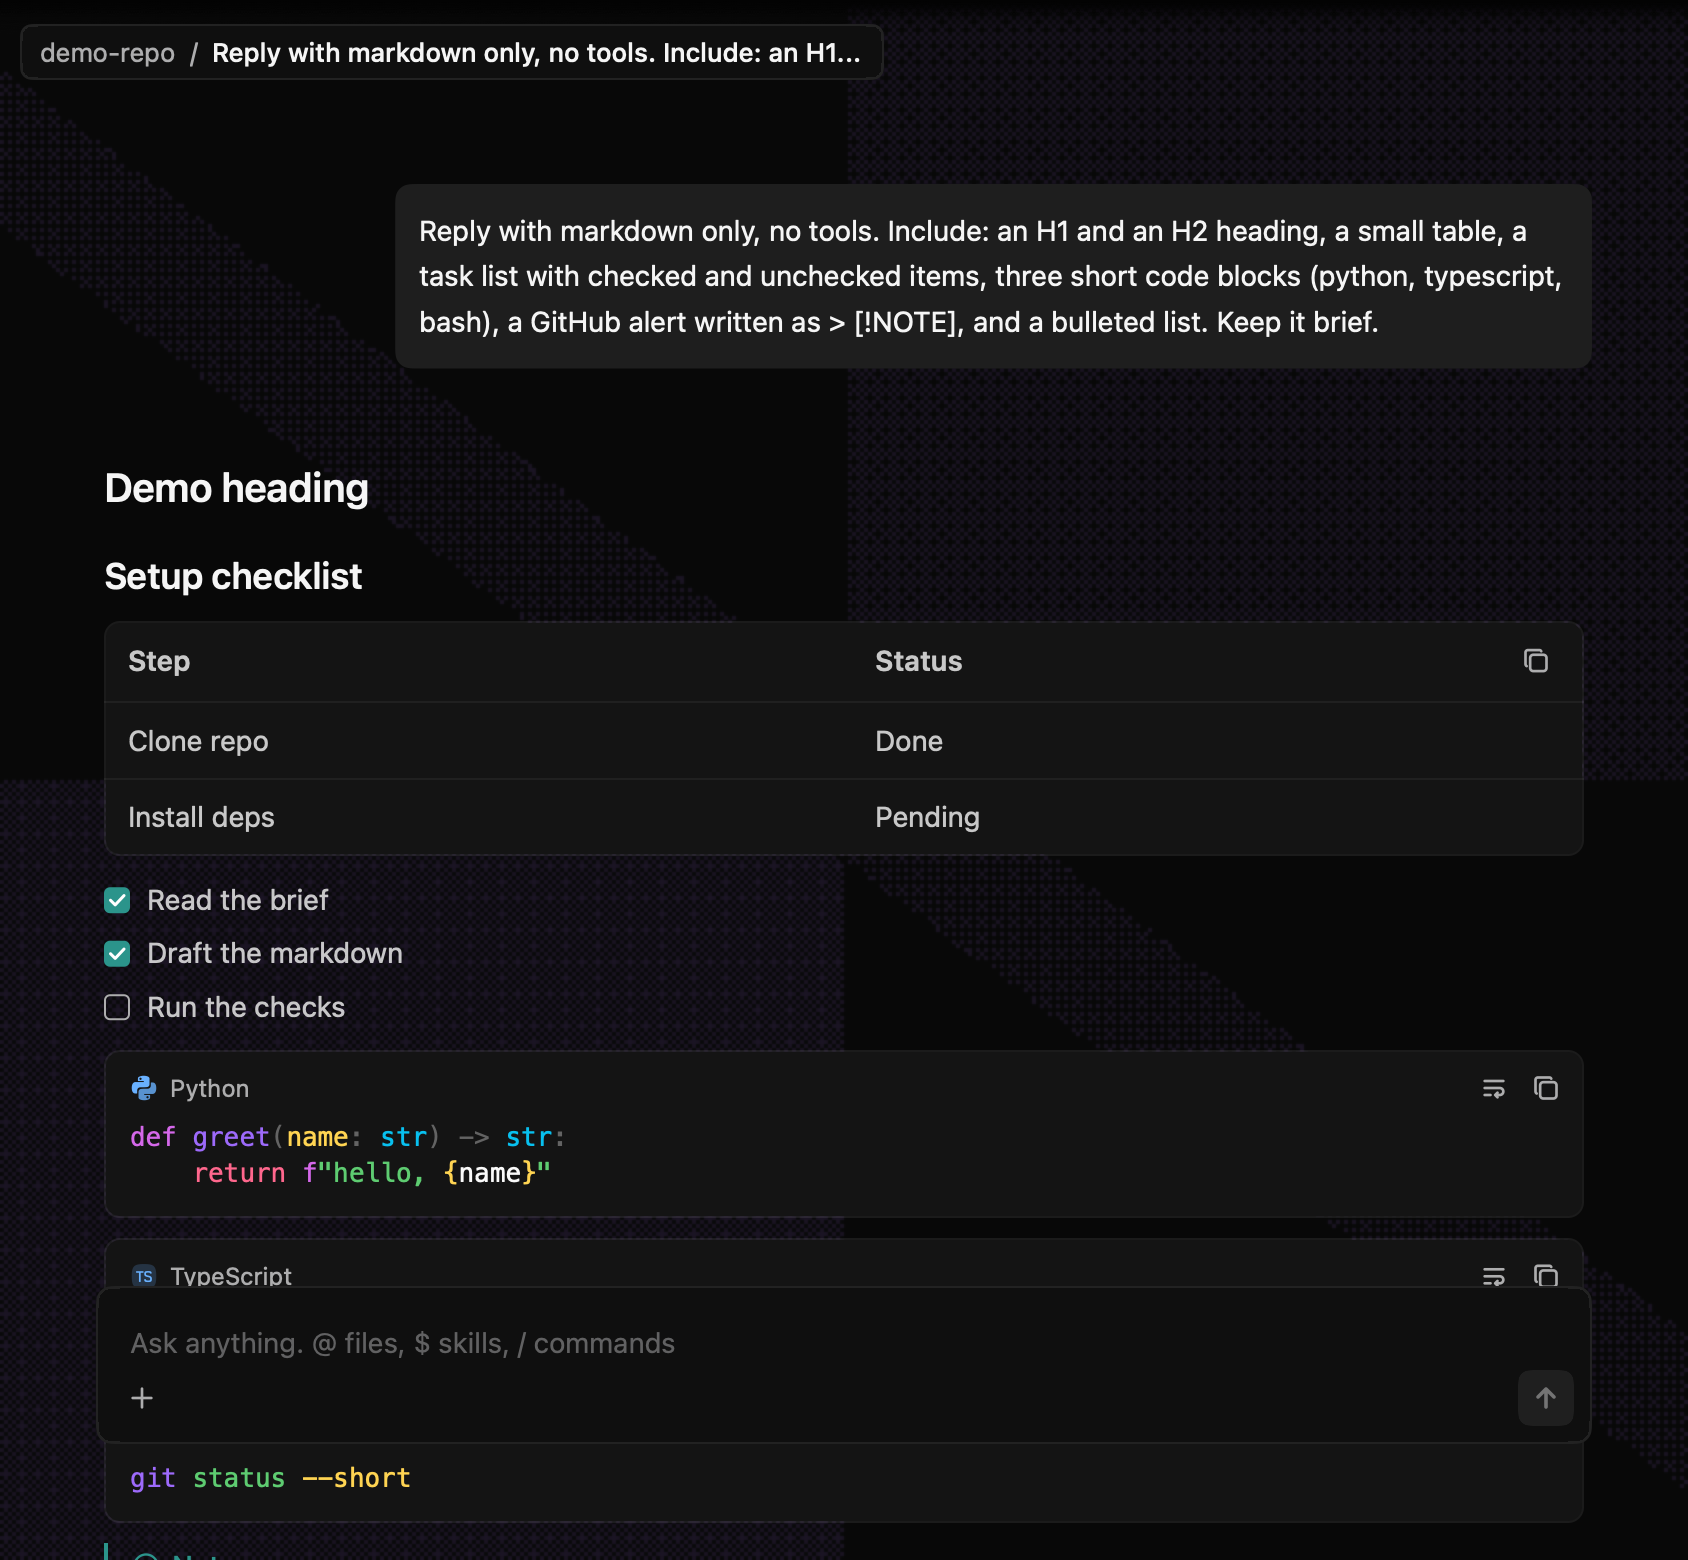 demo-repo / Reply with markdown only, no tools. Include: an H1...
Reply with markdown only, no tools. Include: an H1 and an H2 heading, a small table, a
task list with checked and unchecked items, three short code blocks (python, typescript,
bash), a GitHub alert written as > [!NOTE], and a bulleted list. Keep it brief.
Demo heading
Setup checklist
Step Status
Clone repo Done
Install deps Pending
Read the brief
Draft the markdown
Run the checks
Python
def greet(name: str) -> str:
    return f"hello, {name}"
TS TypeScript
Ask anything. @ files, $ skills, / commands
git status --short